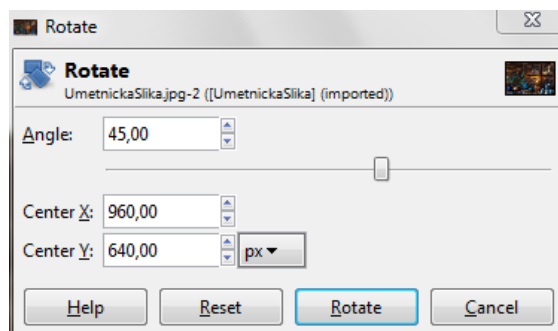 Rotate
Rotate
UmetnickaSlika.jpg-2 ([UmetnickaSlika] (imported))
Angle: 45,00
Center X: 960,00
Center Y: 640,00 px
Help Reset Rotate Cancel